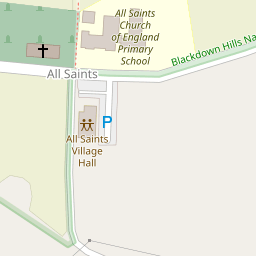 All Saints
Church
of England
Primary
School
Blackdown Hills Na
All Saints
P
All Saints
Village
Hall